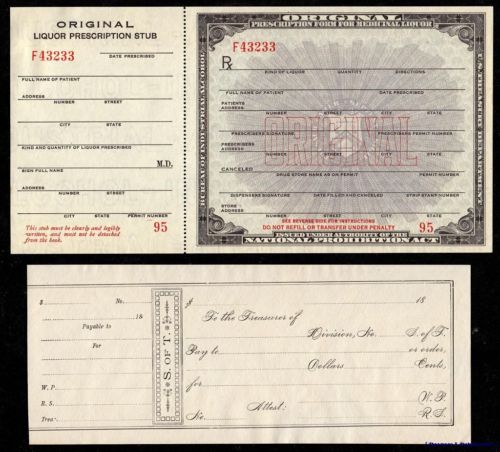 ORIGINAL
LIQUOR PRESCRIPTION STUB
F43233
DATE PRESCRIBED
FULL NAME OF PATIENT
ADDRESS
NUMBER STREET
CITY STATE
KIND AND QUANTITY OF LIQUOR PRESCRIBED
M.D.
SIGN FULL NAME
ADDRESS
NUMBER STREET
CITY STATE PERMIT NUMBER
95
This stub must be clearly and legibly
written, and must not be detached
from the book.
ORIGINAL
PRESCRIPTION FORM FOR MEDICINAL LIQUOR
F43233
Rx
KIND OF LIQUOR QUANTITY DIRECTIONS
FULL NAME OF PATIENT DATE PRESCRIBED
PATIENTS
ADDRESS NUMBER STREET CITY STATE
PRESCRIBERS SIGNATURE PRESCRIBERS PERMIT NUMBER
ORIGINAL
ADDRESS
NUMBER STREET CITY STATE
CANCELED
DRUG STORE NAME AS ON PERMIT PERMIT NUMBER
DISPENSERS SIGNATURE DATE FILLED AND CANCELED STRIP STAMP NUMBER
STORE
ADDRESS
NUMBER STREET CITY STATE
SEE REVERSE SIDE FOR INSTRUCTIONS
95
DO NOT REFILL OR TRANSFER UNDER PENALTY
ISSUED UNDER AUTHORITY OF THE
NATIONAL PROHIBITION ACT
BUREAU OF INDUSTRIAL ALCOHOL
U.S. TREASURY DEPARTMENT
$ No.
18
Payable to
For
W. P.
R. S.
Treas.
S. OF T.
$ 18
To the Treasurer of
Division, No. S. of T.
Pay to or order,
Dollars Cents,
for
W. P.
Attest:
No. R. S.